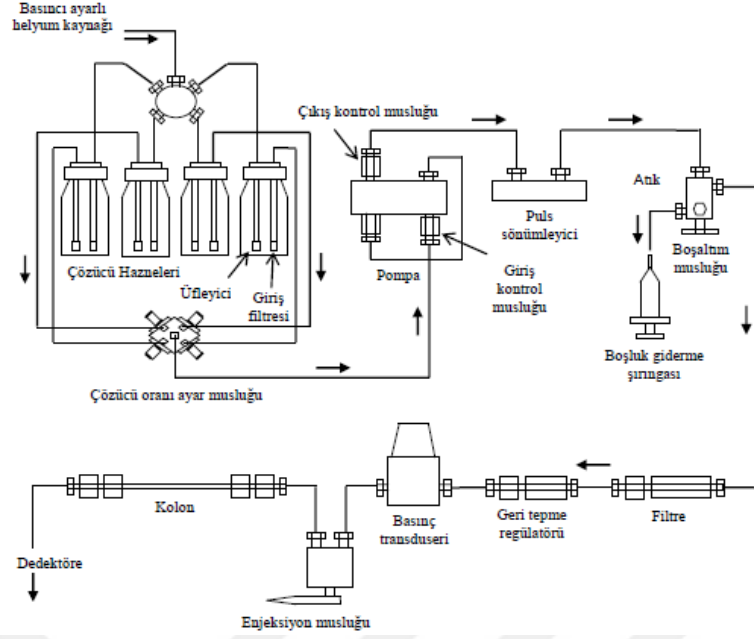 Basıncı ayarlı
helyum kaynağı
Çıkış kontrol musluğu
Atık
Puls
sönümleyici
Boşaltım
musluğu
Çözücü Hazneleri
Üfleyici
Giriş
filtresi
Pompa
Giriş
kontrol
musluğu
Boşluk giderme
şırıngası
Çözücü oranı ayar musluğu
Kolon
Basınç
transduseri
Geri tepme
regülatörü
Filtre
Dedektöre
Enjeksiyon musluğu